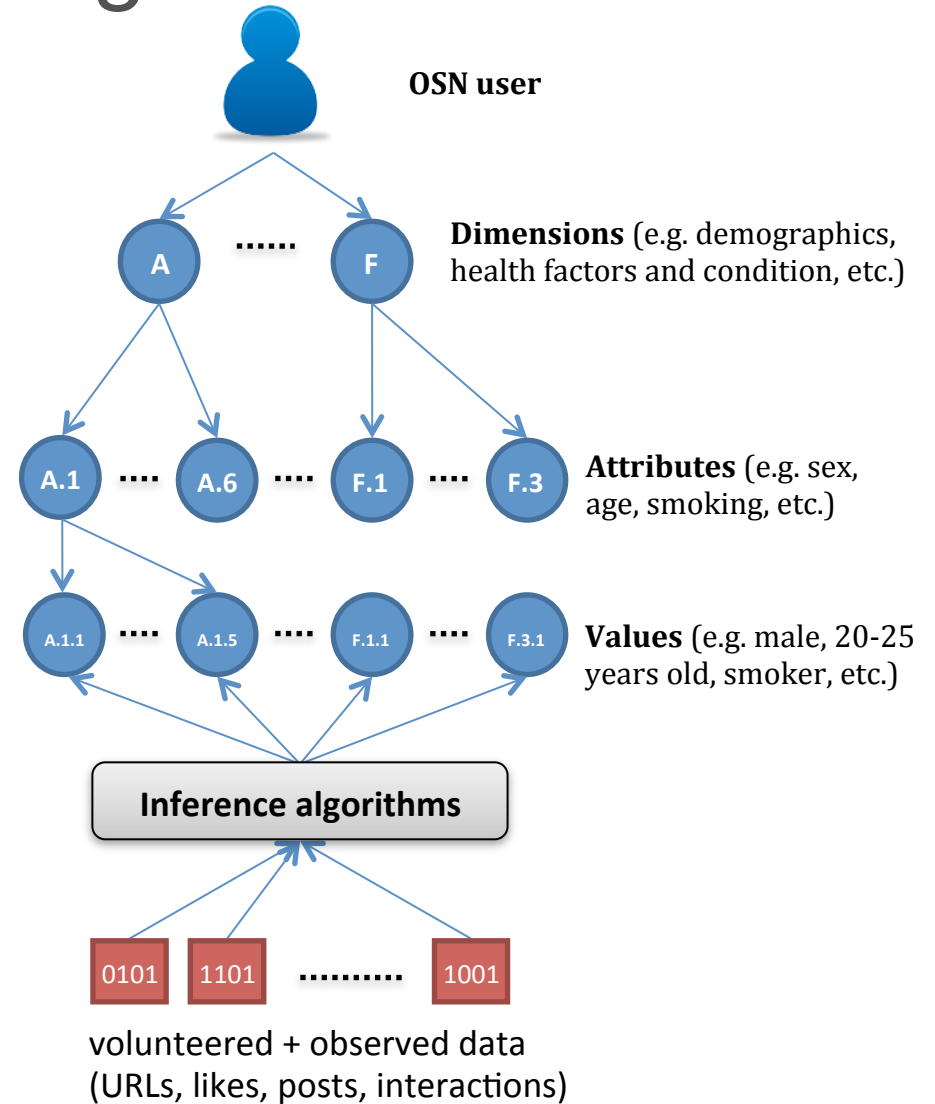 OSN user
A ...... F
Dimensions (e.g. demographics,
health factors and condition, etc.)
A.1 .... A.6 .... F.1 .... F.3
Attributes (e.g. sex,
age, smoking, etc.)
A.1.1 .... A.1.5 .... F.1.1 .... F.3.1
Values (e.g. male, 20-25
years old, smoker, etc.)
Inference algorithms
0101 1101 .......... 1001
volunteered + observed data
(URLs, likes, posts, interactions)